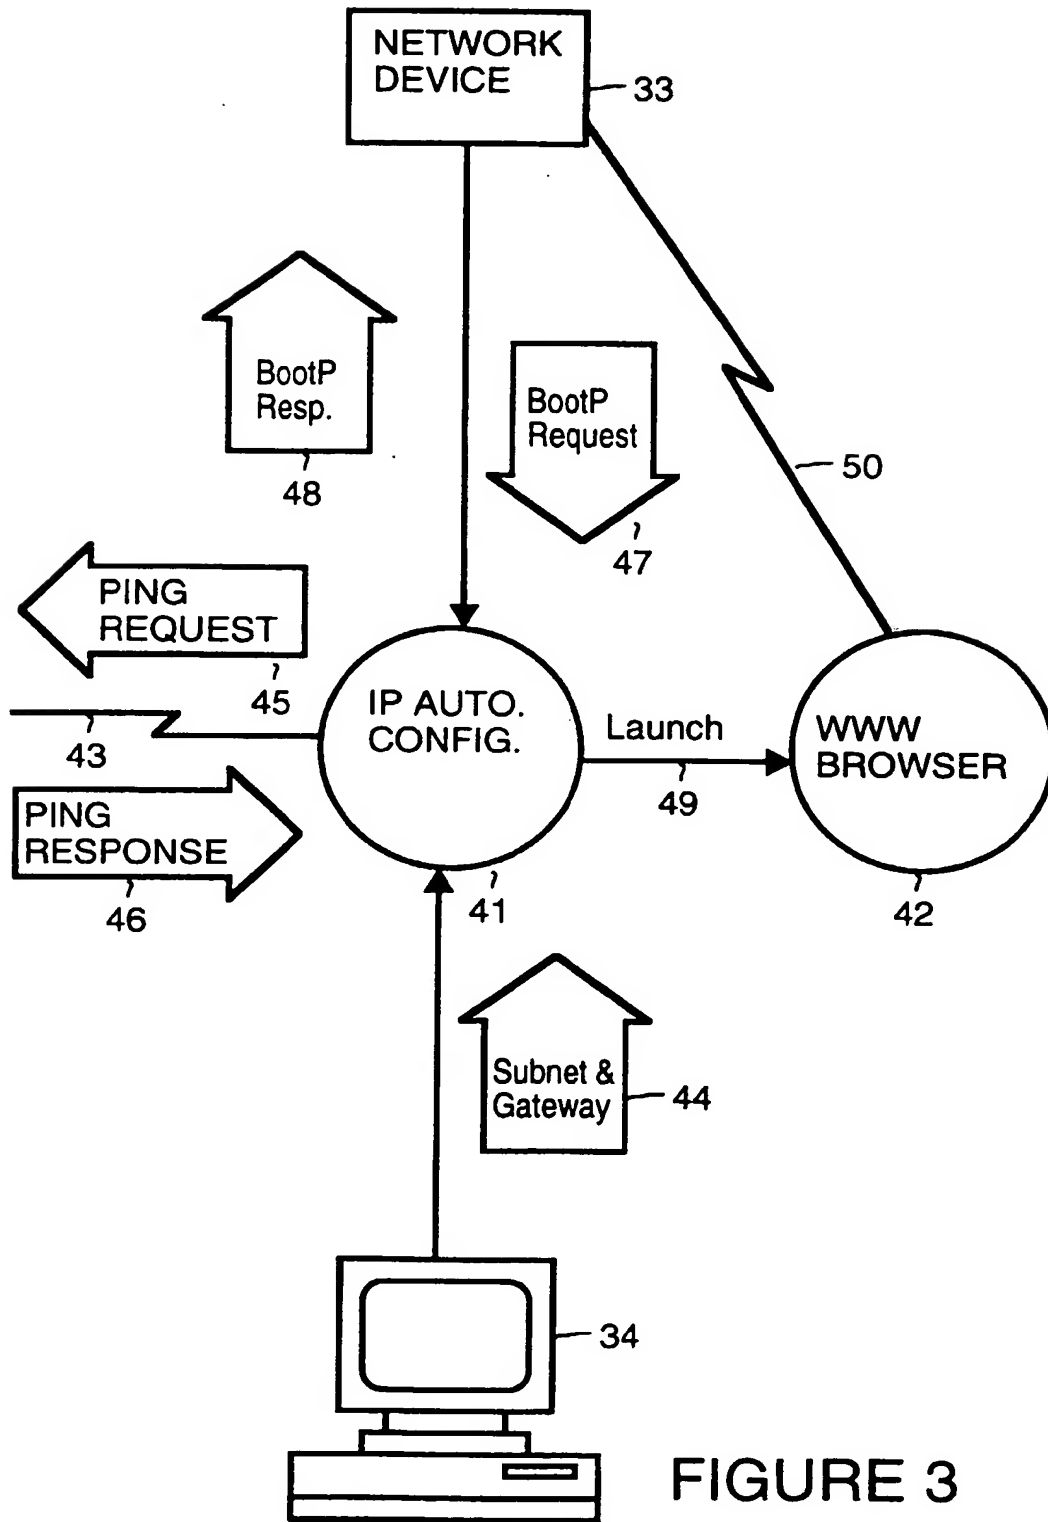 NETWORK
DEVICE
33
BootP
Resp.
48
BootP
Request
47
50
PING
REQUEST
45
43
IP AUTO.
CONFIG.
41
Launch
49
WWW
BROWSER
42
PING
RESPONSE
46
Subnet &
Gateway
44
34
FIGURE 3